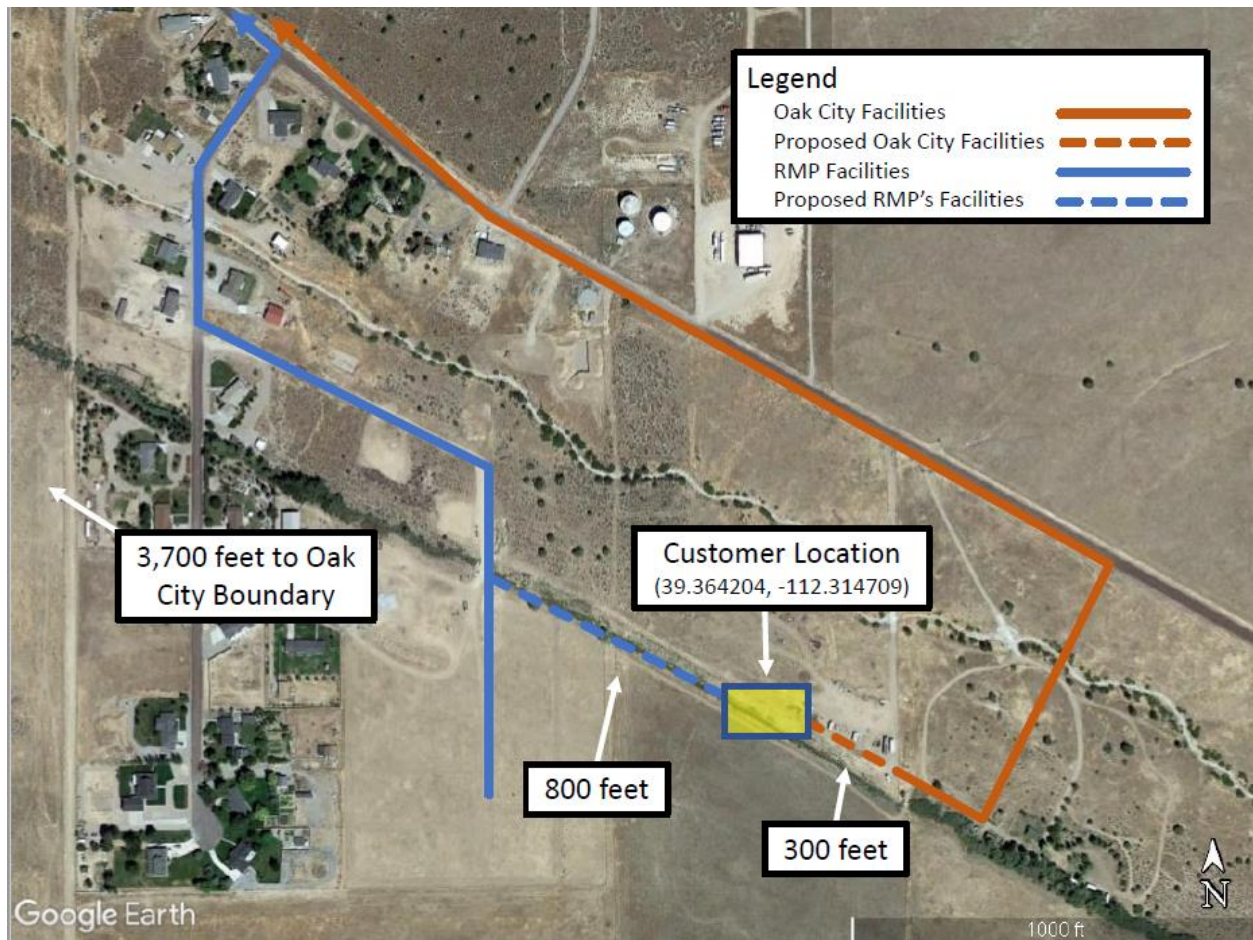 Legend
Oak City Facilities
Proposed Oak City Facilities
RMP Facilities
Proposed RMP's Facilities
3,700 feet to Oak
City Boundary
Customer Location
(39.364204, -112.314709)
800 feet
300 feet
N
Google Earth
1000 ft